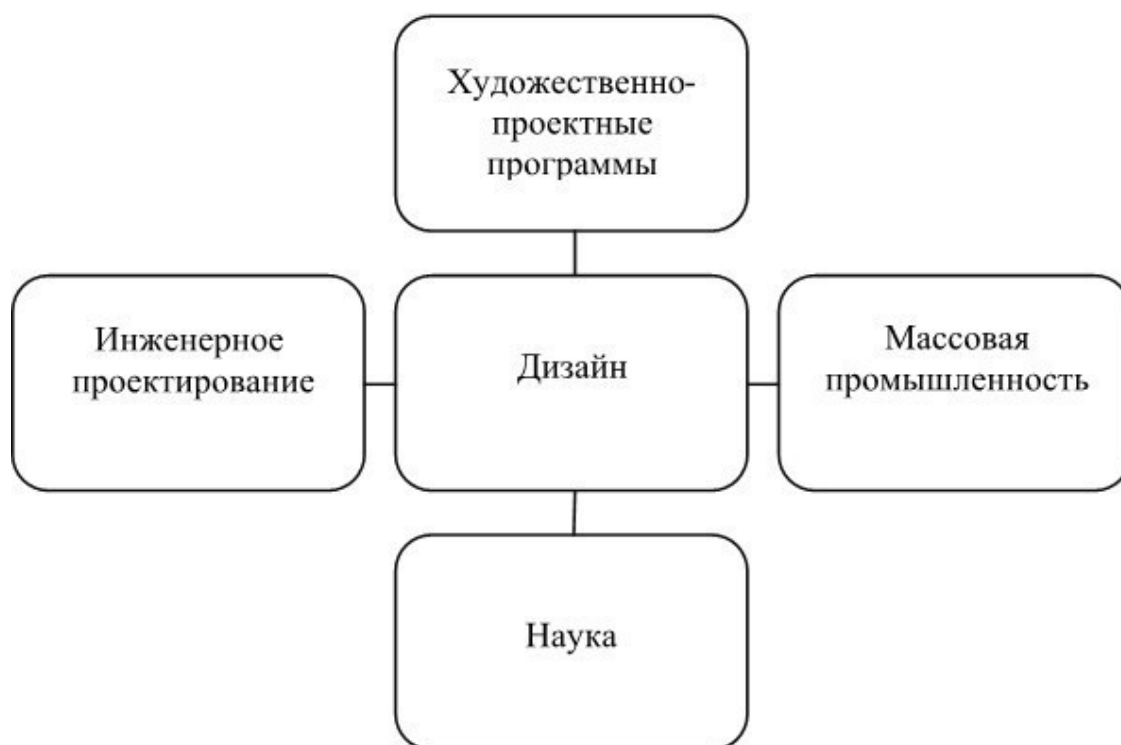 Художественно-
проектные
программы
Инженерное
проектирование
Дизайн
Массовая
промышленность
Наука